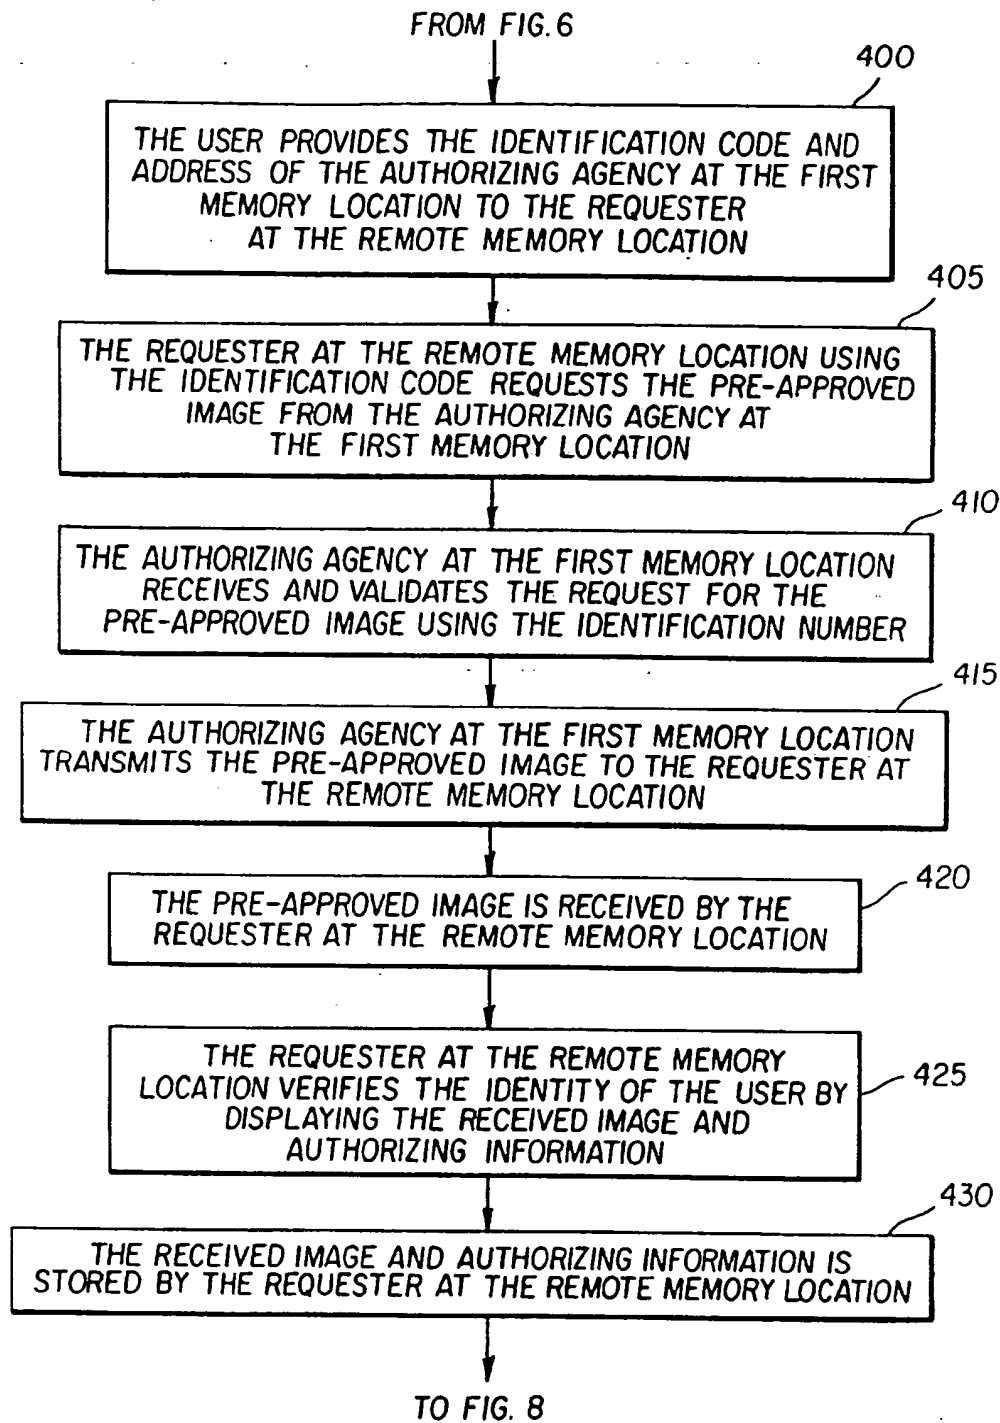 FROM FIG. 6
400
THE USER PROVIDES THE IDENTIFICATION CODE AND
ADDRESS OF THE AUTHORIZING AGENCY AT THE FIRST
MEMORY LOCATION TO THE REQUESTER
AT THE REMOTE MEMORY LOCATION
405
THE REQUESTER AT THE REMOTE MEMORY LOCATION USING
THE IDENTIFICATION CODE REQUESTS THE PRE-APPROVED
IMAGE FROM THE AUTHORIZING AGENCY AT
THE FIRST MEMORY LOCATION
410
THE AUTHORIZING AGENCY AT THE FIRST MEMORY LOCATION
RECEIVES AND VALIDATES THE REQUEST FOR THE
PRE-APPROVED IMAGE USING THE IDENTIFICATION NUMBER
415
THE AUTHORIZING AGENCY AT THE FIRST MEMORY LOCATION
TRANSMITS THE PRE-APPROVED IMAGE TO THE REQUESTER AT
THE REMOTE MEMORY LOCATION
420
THE PRE-APPROVED IMAGE IS RECEIVED BY THE
REQUESTER AT THE REMOTE MEMORY LOCATION
THE REQUESTER AT THE REMOTE MEMORY
LOCATION VERIFIES THE IDENTITY OF THE USER BY
425
DISPLAYING THE RECEIVED IMAGE AND
AUTHORIZING INFORMATION
430
THE RECEIVED IMAGE AND AUTHORIZING INFORMATION IS
STORED BY THE REQUESTER AT THE REMOTE MEMORY LOCATION
TO FIG. 8